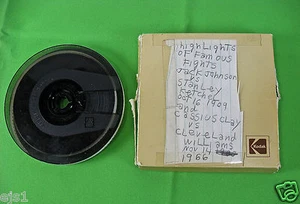 highLights
OF FAmous
Fights
JAck Johnson
VS
StanLey
Ketchel
oct 16 1909
and
CASSiUS CLAy
VS
CLeveLand
WiLLiams
Nov 14
1966
Kodak
ejs1